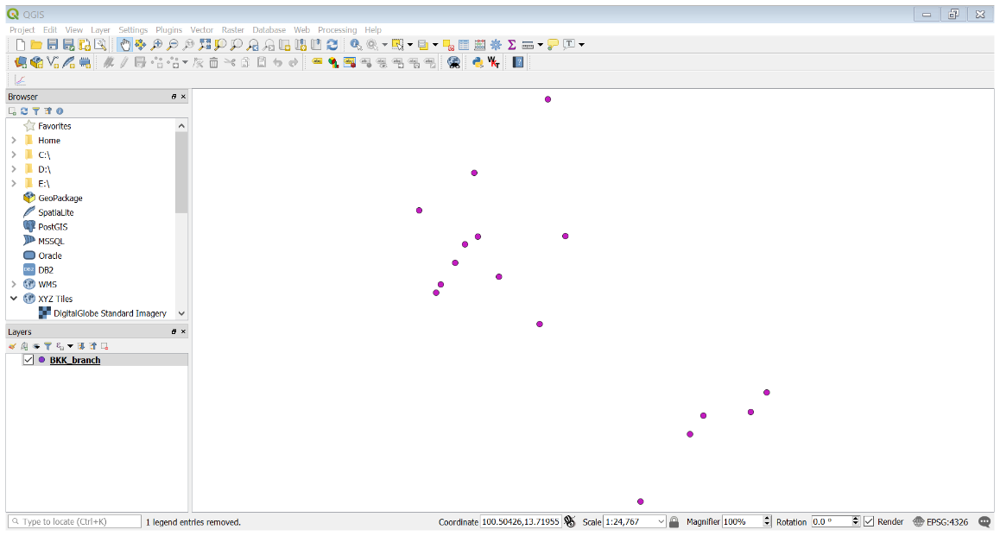 QGIS
Project Edit View Layer Settings Plugins Vector Raster Database Web Processing Help
Browser
Favorites
Home
C:\
D:\
E:\
GeoPackage
SpatiaLite
PostGIS
MSSQL
Oracle
DB2
WMS
XYZ Tiles
DigitalGlobe Standard Imagery
Layers
BKK_branch
Type to locate (Ctrl+K) 1 legend entries removed. Coordinate 100.50426,13.71955 Scale 1:24,767 Magnifier 100% Rotation 0.0 ° Render EPSG:4326